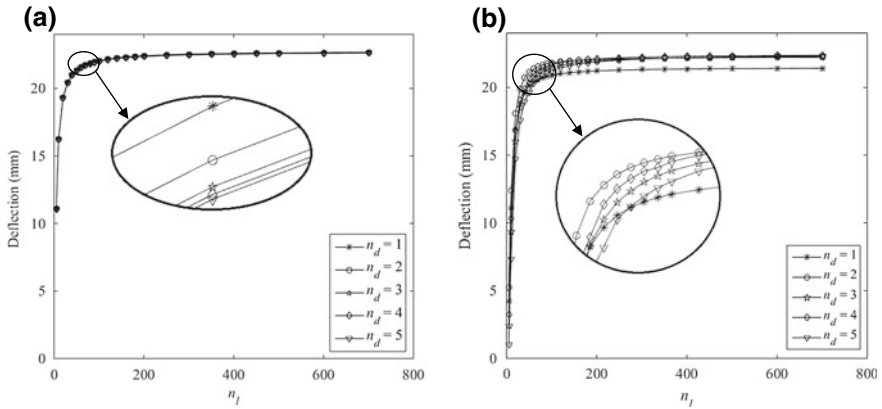 (a)
Deflection (mm)
20
15
10
5
0
0
200
400
600
800
n_l
n_d = 1
n_d = 2
n_d = 3
n_d = 4
n_d = 5
(b)
Deflection (mm)
20
15
10
5
0
0
200
400
600
800
n_l
n_d = 1
n_d = 2
n_d = 3
n_d = 4
n_d = 5